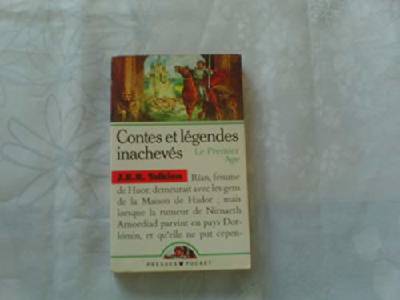 Contes et légendes
inachevés Le Premier
Age
J.R.R. Tolkien Rían, femme
de Huor, demeurait avec les gens
de la Maison de Hador ; mais
lorsque la rumeur de Nirnaeth
Arnoediad parvint en pays Dor-
lómin, et qu'elle ne put cepen-
PRESSES POCKET